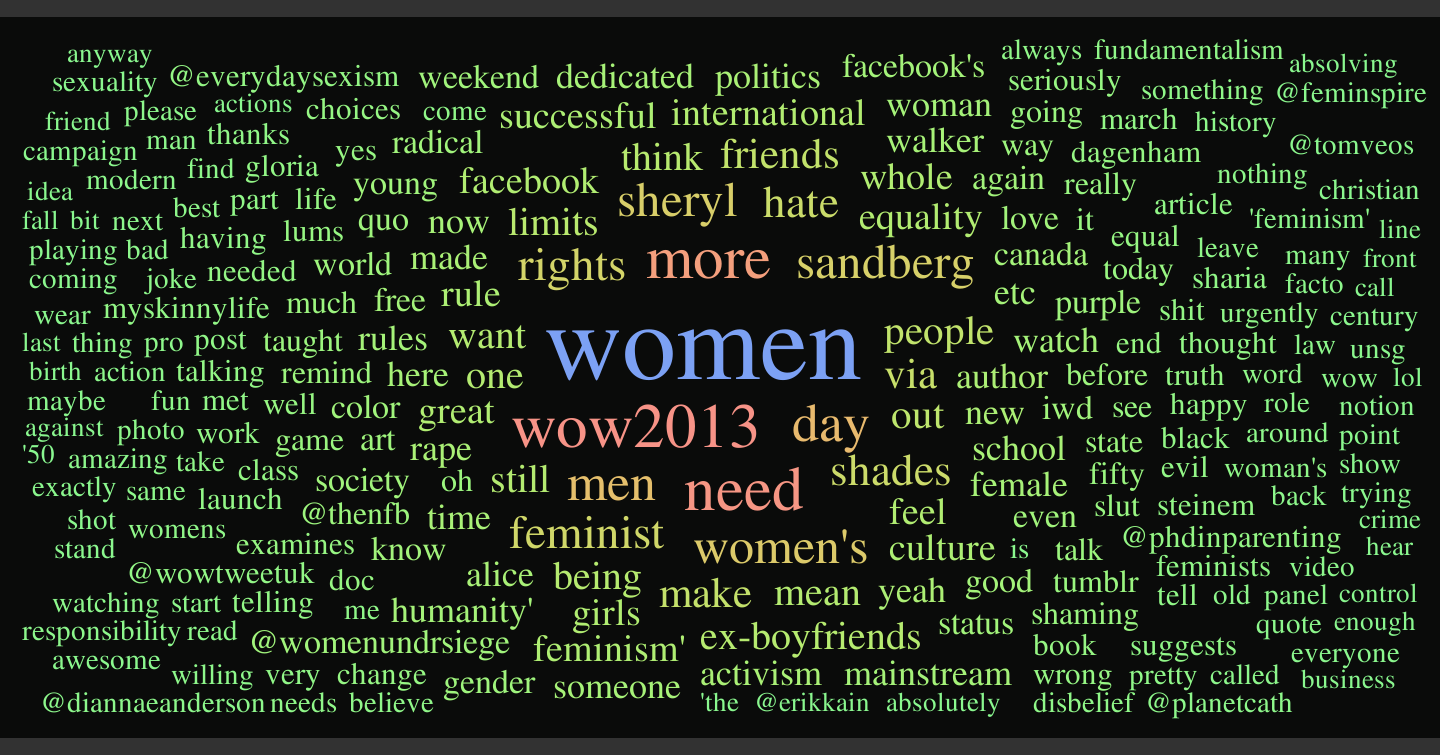 anyway always fundamentalism
sexuality @everydaysexism weekend dedicated politics facebook's seriously absolving
friend please actions choices come successful international woman going something @feminspire
campaign man thanks yes radical think friends walker way march history
idea modern find gloria young facebook sheryl hate whole again really dagenham @tomveos
fall bit next best part life quo now limits equality love it article nothing christian
playing bad having lums world made rights more sandberg canada equal 'feminism' line
coming joke needed much free rule etc today leave many front
wear myskinnylife purple sharia facto call
last thing pro post taught rules want women people watch shit urgently century
birth action talking remind here one via author end thought law unsg
maybe fun met well color great before truth word wow lol
against photo work game art rape wow2013 day out new iwd see happy role notion
'50 amazing take class society oh still men need shades school state black around point
exactly same launch @thenfb time feminist female fifty evil woman's show
shot womens examines know women's feel even slut steinem back trying
stand culture is talk @phdinparenting crime
@wowtweetuk doc alice being make mean yeah good tumblr feminists video hear
watching start telling me humanity' girls status shaming tell old panel control
responsibility read @womenundrsiege feminism' ex-boyfriends book suggests quote enough
awesome willing very change gender someone activism mainstream wrong pretty called everyone
@diannaeanderson needs believe 'the @erikkain absolutely disbelief @planetcath business